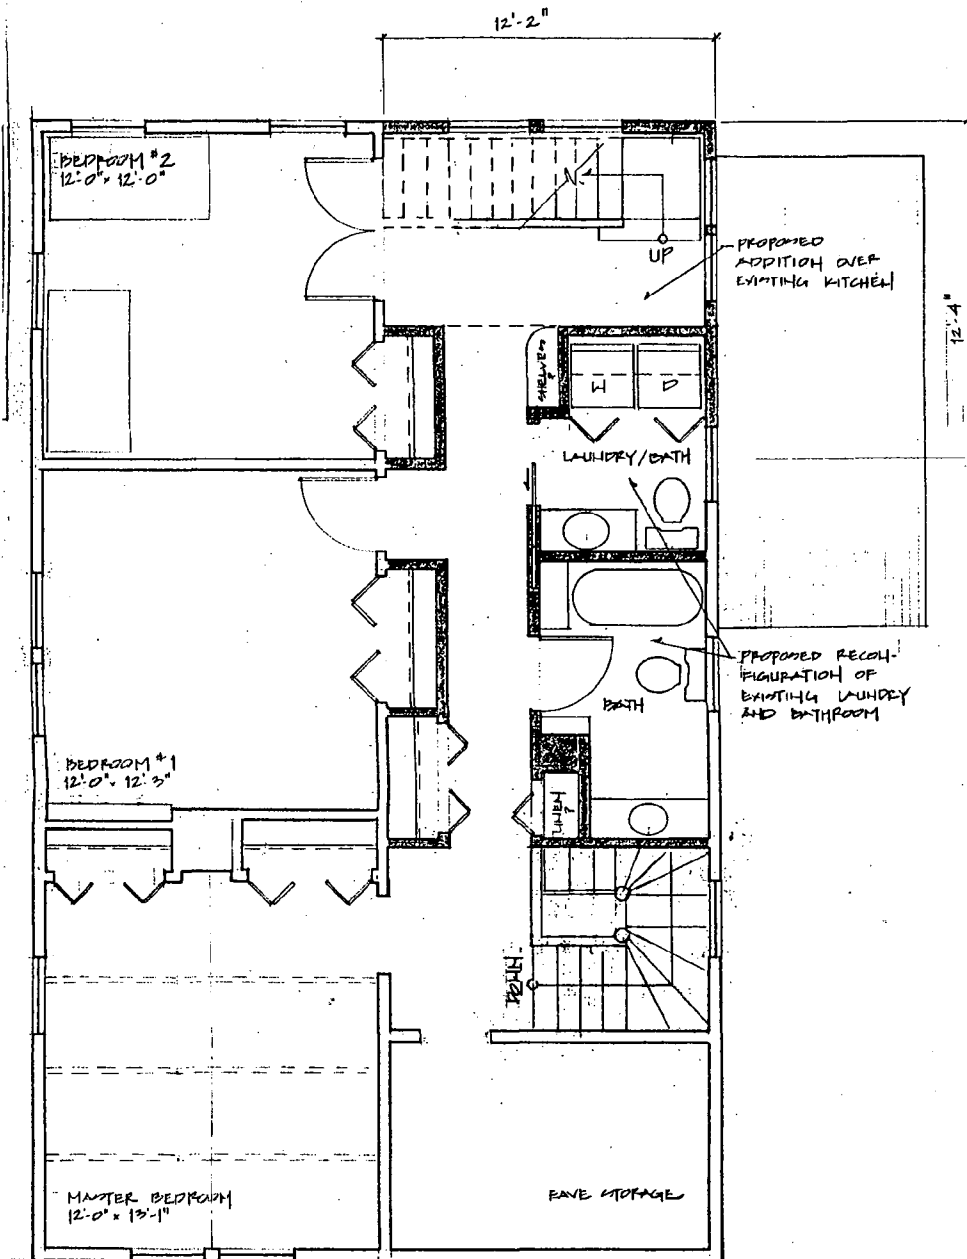 12'-2"
BEDROOM #2
12'-0" × 12'-0"
UP
PROPOSED
ADDITION OVER
EXISTING KITCHEN
12'-4"
SHELVES
?
W
D
LAUNDRY/BATH
PROPOSED RECON-
FIGURATION OF
EXISTING LAUNDRY
AND BATHROOM
BATH
BEDROOM #1
12'-0" × 12'-3"
LINEN
?
DOWN
MASTER BEDROOM
12'-0" × 13'-1"
EAVE STORAGE